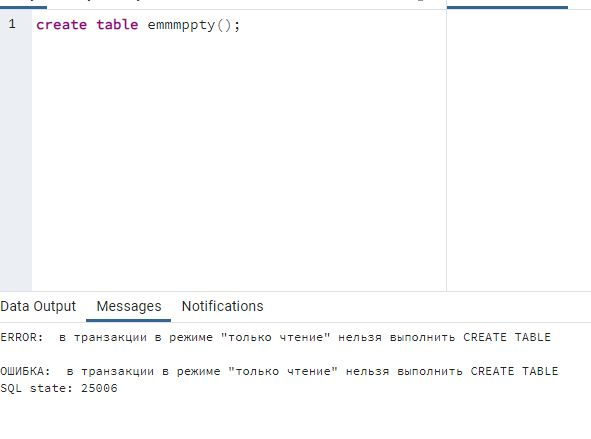 1 create table emmmppty();
Data Output Messages Notifications
ERROR:  в транзакции в режиме "только чтение" нельзя выполнить CREATE TABLE
ОШИБКА:  в транзакции в режиме "только чтение" нельзя выполнить CREATE TABLE
SQL state: 25006